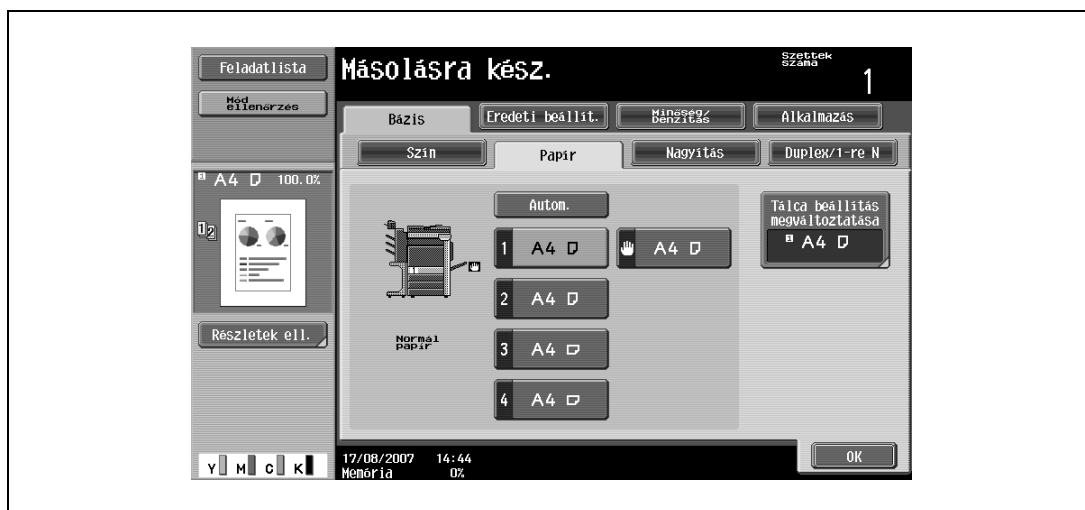 Feladatlista
Mód
ellenőrzés
Másolásra kész.
Szettek
száma
1
Bázis
Eredeti beállít.
Minőség/
Denzitás
Alkalmazás
Szín
Papír
Nagyítás
Duplex/1-re N
A4 100.0%
12
Részletek ell.
Autom.
1 A4
A4
2 A4
3 A4
4 A4
1
Normál
papír
Tálca beállítás
megváltoztatása
A4
Y M C K
17/08/2007 14:44
Memória 0%
OK